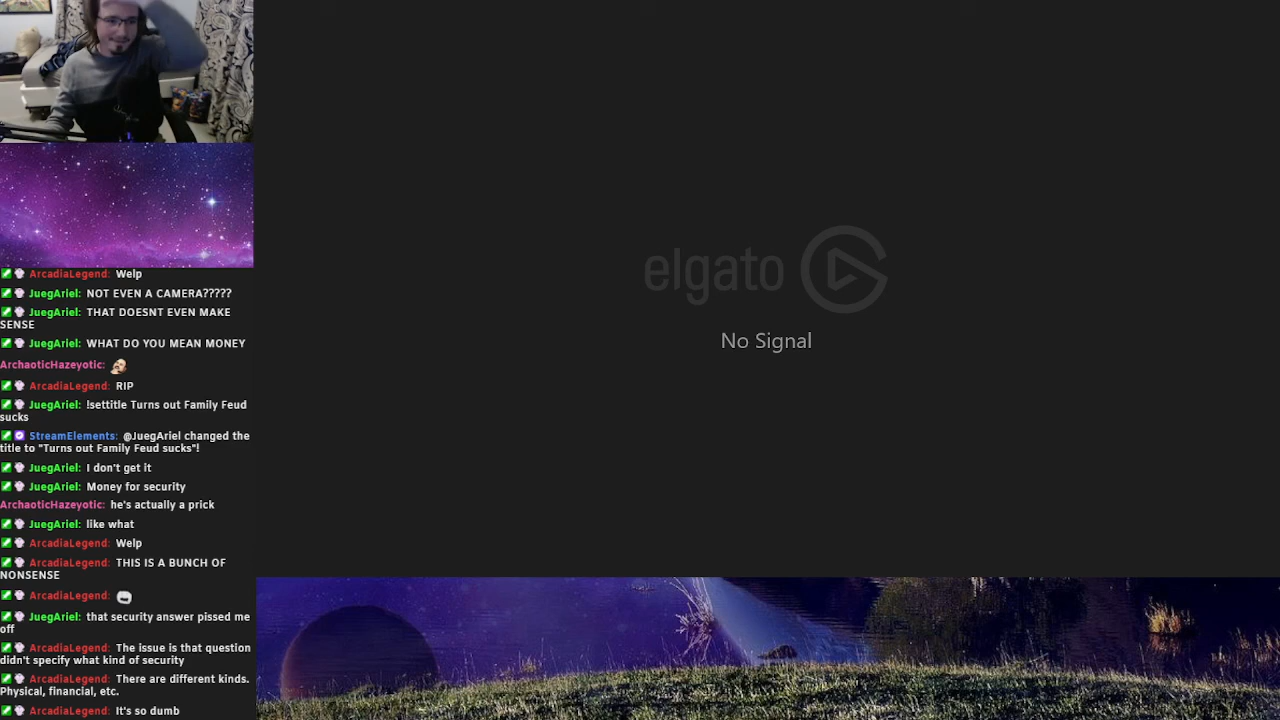 elgato
No Signal
ArcadiaLegend: Welp
JuegAriel: NOT EVEN A CAMERA?????
JuegAriel: THAT DOESNT EVEN MAKE
SENSE
JuegAriel: WHAT DO YOU MEAN MONEY
ArchaoticHazeyotic:
ArcadiaLegend: RIP
JuegAriel: !settitle Turns out Family Feud
sucks
StreamElements: @JuegAriel changed the
title to "Turns out Family Feud sucks"!
JuegAriel: I don't get it
JuegAriel: Money for security
ArchaoticHazeyotic: he's actually a prick
JuegAriel: like what
ArcadiaLegend: Welp
ArcadiaLegend: THIS IS A BUNCH OF
NONSENSE
ArcadiaLegend:
JuegAriel: that security answer pissed me
off
ArcadiaLegend: The issue is that question
didn't specify what kind of security
ArcadiaLegend: There are different kinds.
Physical, financial, etc.
ArcadiaLegend: It's so dumb